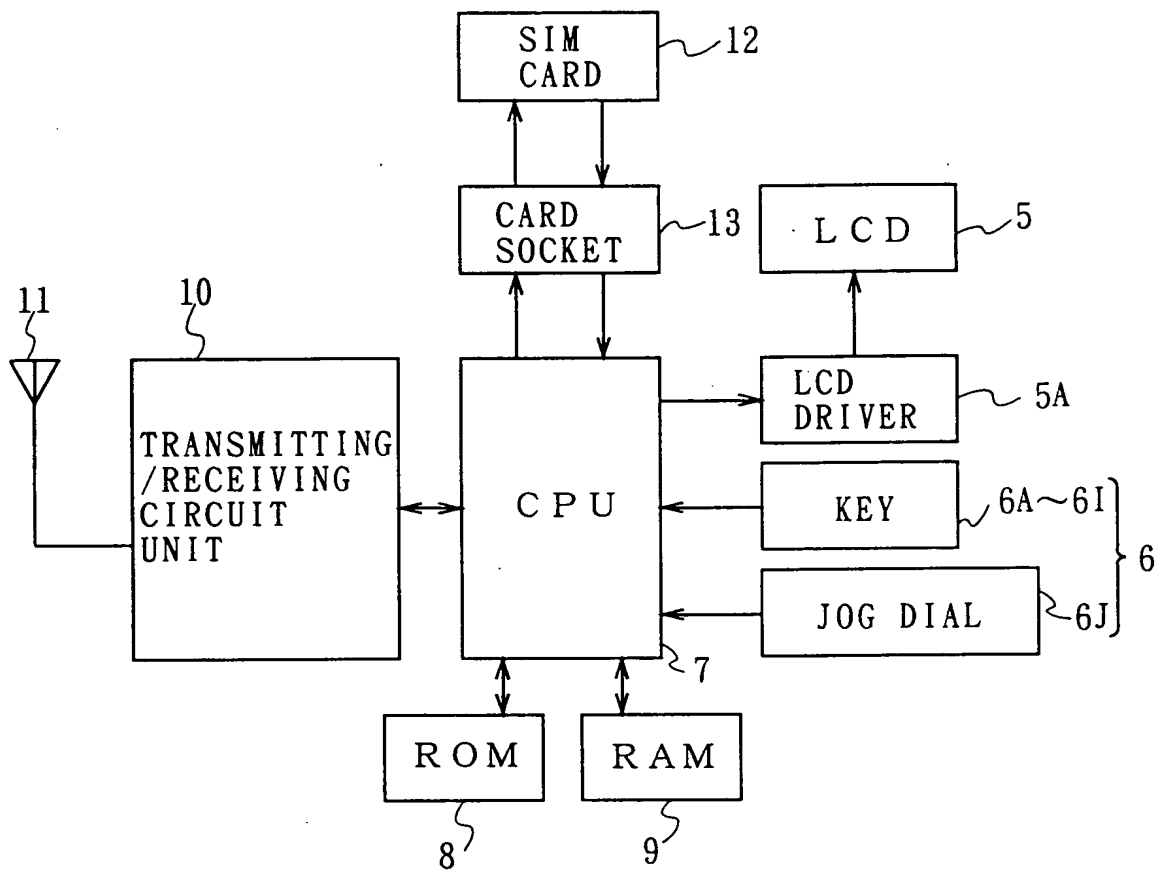 SIM
CARD
12
CARD
SOCKET
13
LCD
5
11
10
LCD
DRIVER
5A
TRANSMITTING
/RECEIVING
CIRCUIT
UNIT
CPU
KEY
6A～6I
6
JOG DIAL
6J
7
ROM
RAM
8
9